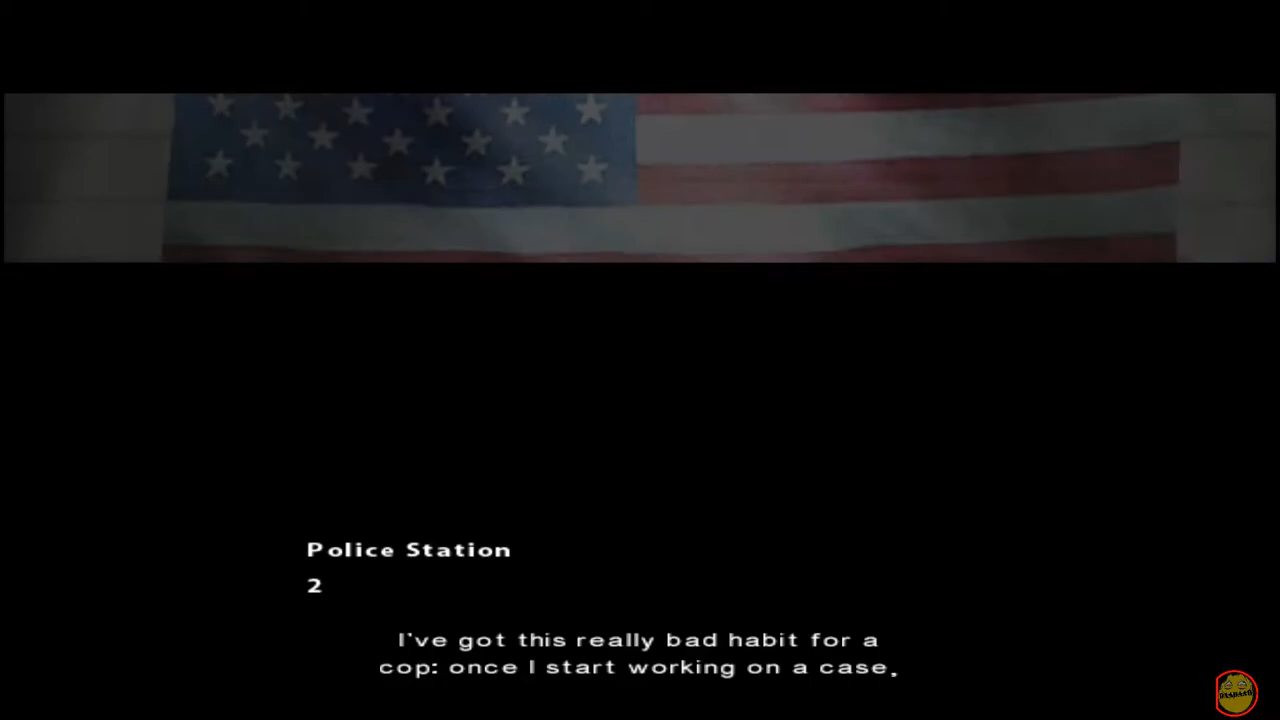 Police Station
2
I've got this really bad habit for a
cop: once I start working on a case,